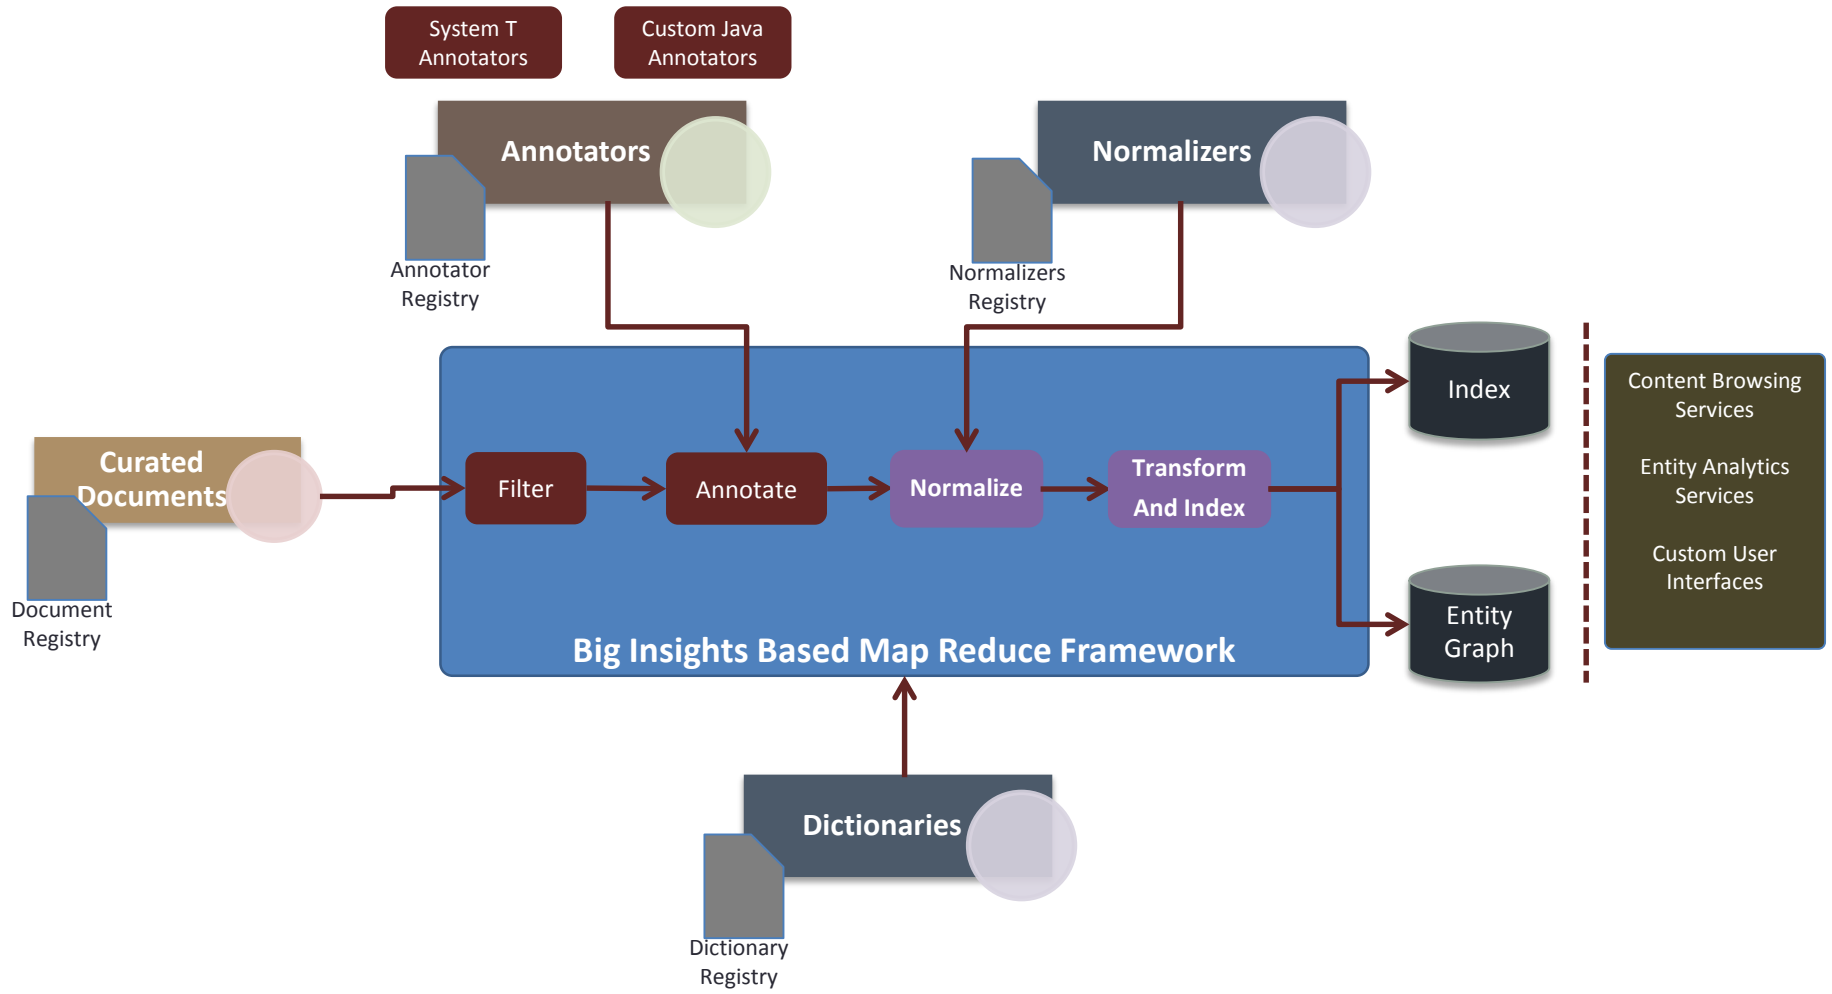 System T
Annotators
Custom Java
Annotators
Annotators
Normalizers
Annotator
Registry
Normalizers
Registry
Curated
Documents
Document
Registry
Filter
Annotate
Normalize
Transform
And Index
Big Insights Based Map Reduce Framework
Index
Entity
Graph
Content Browsing
Services
Entity Analytics
Services
Custom User
Interfaces
Dictionaries
Dictionary
Registry